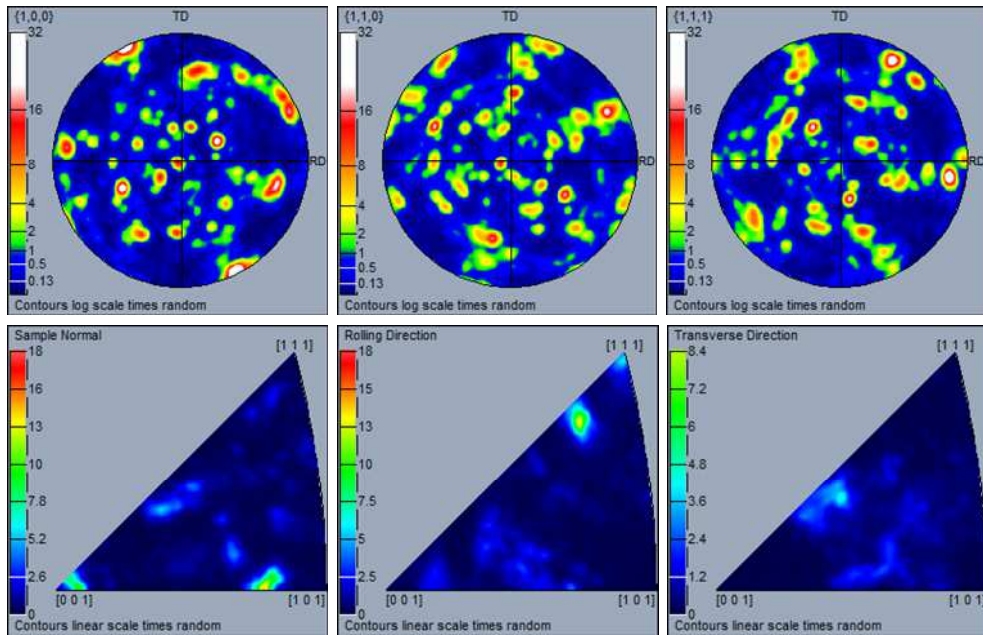 {1,0,0} TD
32
16
8
4
2
1
0.5
0.13
RD
Contours log scale times random
{1,1,0} TD
32
16
8
4
2
1
0.5
0.13
RD
Contours log scale times random
{1,1,1} TD
32
16
8
4
2
1
0.5
0.13
RD
Contours log scale times random
Sample Normal
[1 1 1]
18
16
13
10
7.8
5.2
2.6
0
[0 0 1] [1 0 1]
Contours linear scale times random
Rolling Direction
[1 1 1]
18
16
13
10
7.8
5.2
2.6
0
[0 0 1] [1 0 1]
Contours linear scale times random
Transverse Direction
[1 1 1]
8.4
7.2
6
4.8
3.6
2.4
1.2
0
[0 0 1] [1 0 1]
Contours linear scale times random